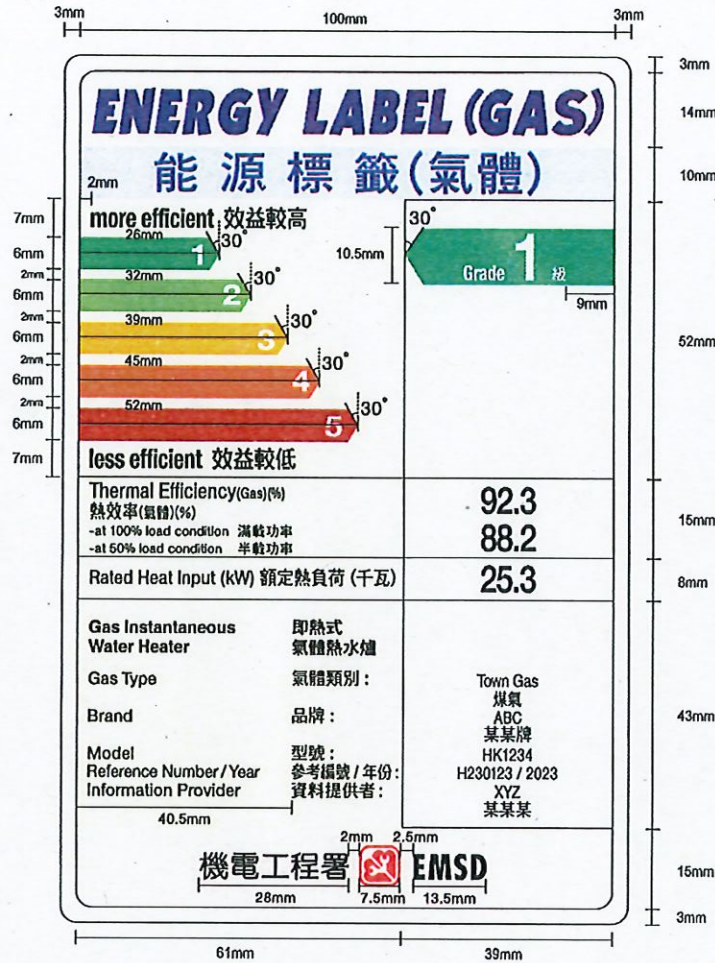 3mm 100mm 3mm
3mm
ENERGY LABEL (GAS)
14mm
能源標籤(氣體)
10mm
2mm
7mm
more efficient 效益較高
30°
26mm
30°
6mm
1
10.5mm
Grade 1 級
2mm
32mm
30°
6mm
2
9mm
2mm
39mm
30°
6mm
3
52mm
2mm
45mm
30°
6mm
4
2mm
52mm
30°
6mm
5
7mm
less efficient 效益較低
Thermal Efficiency(Gas)(%)
熱效率(氣體)(%)
-at 100% load condition 滿載功率 92.3
-at 50% load condition 半載功率 88.2
15mm
Rated Heat Input (kW) 額定熱負荷 (千瓦) 25.3
8mm
Gas Instantaneous 即熱式
Water Heater 氣體熱水爐
Gas Type 氣體類別: Town Gas
煤氣
Brand 品牌: ABC
某某牌
43mm
Model 型號: HK1234
Reference Number / Year 參考編號 / 年份: H230123 / 2023
Information Provider 資料提供者: XYZ
某某某
40.5mm
2mm 2.5mm
機電工程署 EMSD
15mm
28mm 7.5mm 13.5mm
3mm
61mm 39mm